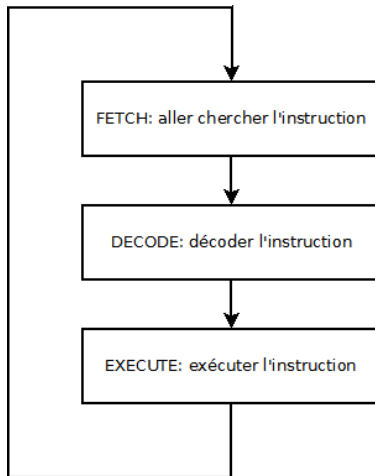 FETCH: aller chercher l'instruction
DECODE: décoder l'instruction
EXECUTE: exécuter l'instruction